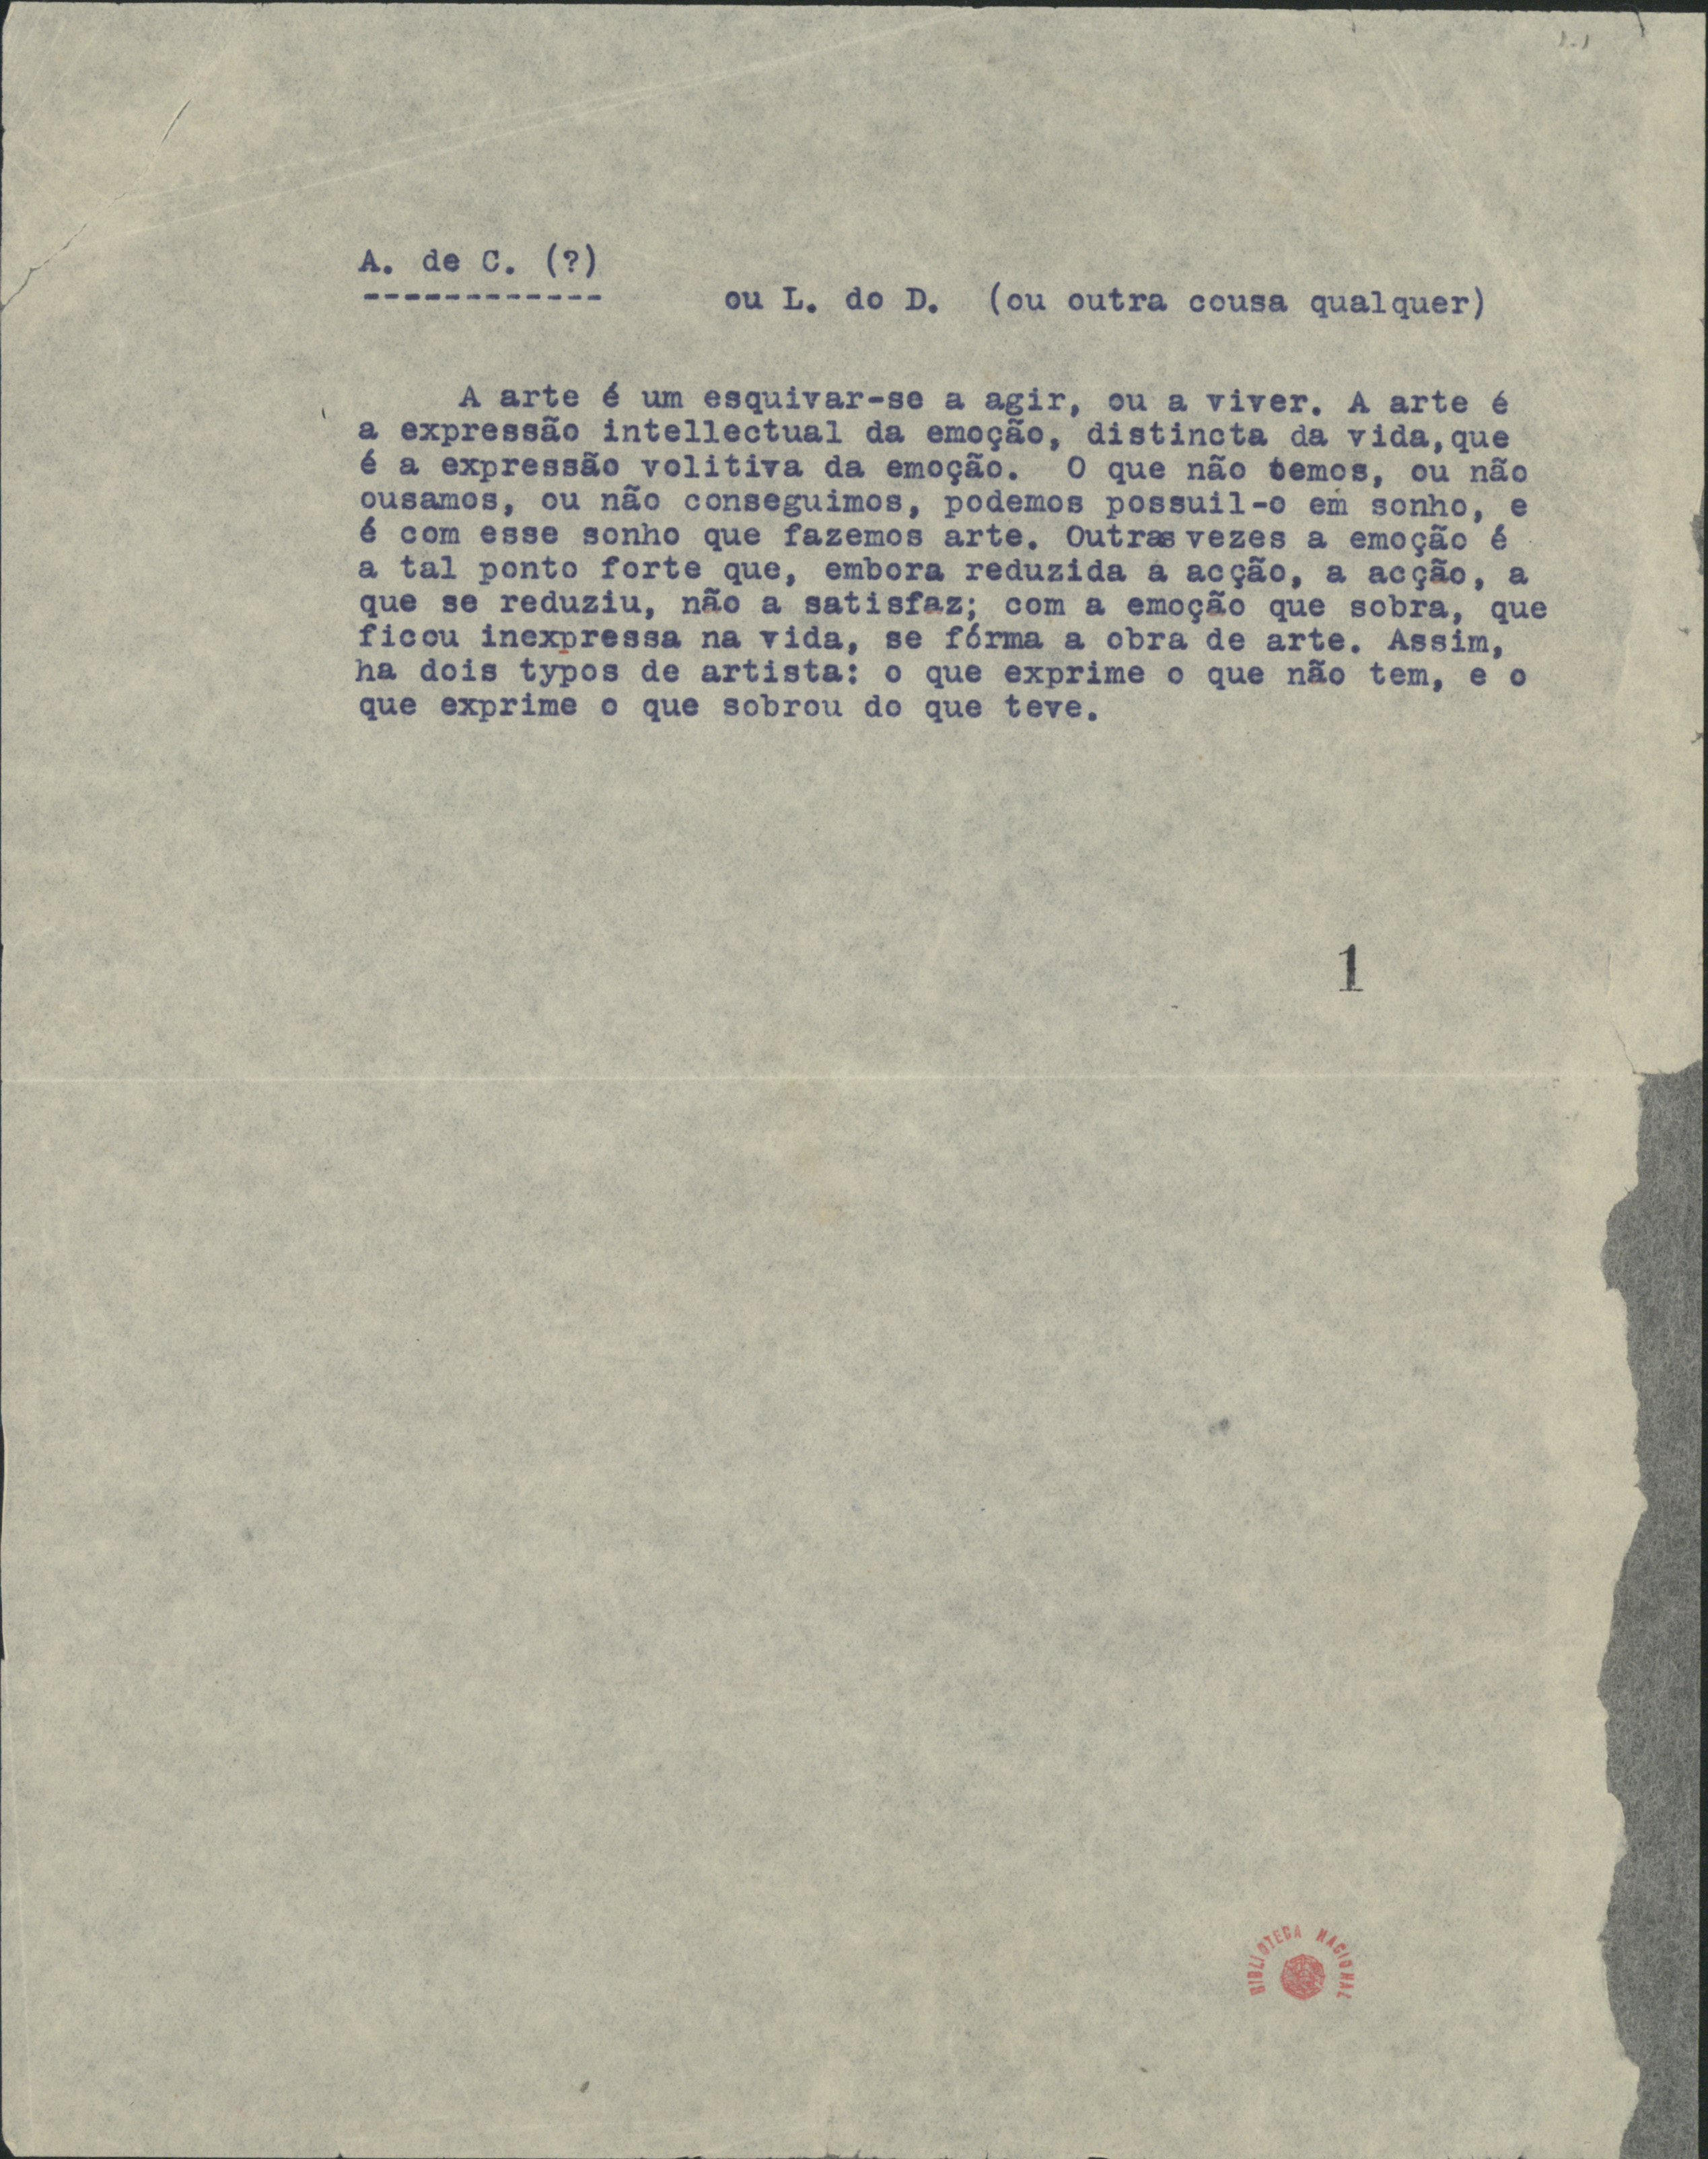 A. de C. (?)
------------
ou L. do D. (ou outra cousa qualquer)
A arte é um esquivar-se a agir, ou a viver. A arte é
a expressão intellectual da emoção, distincta da vida,que
é a expressão volitiva da emoção. O que não temos, ou não
ousamos, ou não conseguimos, podemos possuil-o em sonho, e
é com esse sonho que fazemos arte. Outras vezes a emoção é
a tal ponto forte que, embora reduzida á acção, a acção, a
que se reduziu, não a satisfaz; com a emoção que sobra, que
ficou inexpressa na vida, se fórma a obra de arte. Assim,
ha dois typos de artista: o que exprime o que não tem, e o
que exprime o que sobrou do que teve.
1
BIBLIOTECA NACIONAL